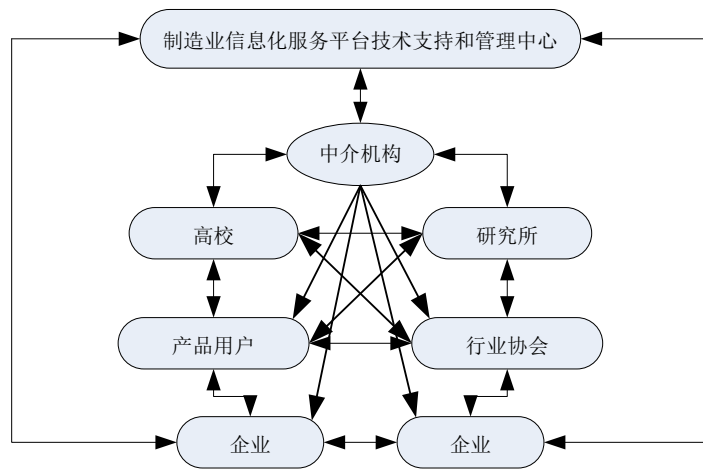 制造业信息化服务平台技术支持和管理中心
中介机构
高校
研究所
产品用户
行业协会
企业
企业